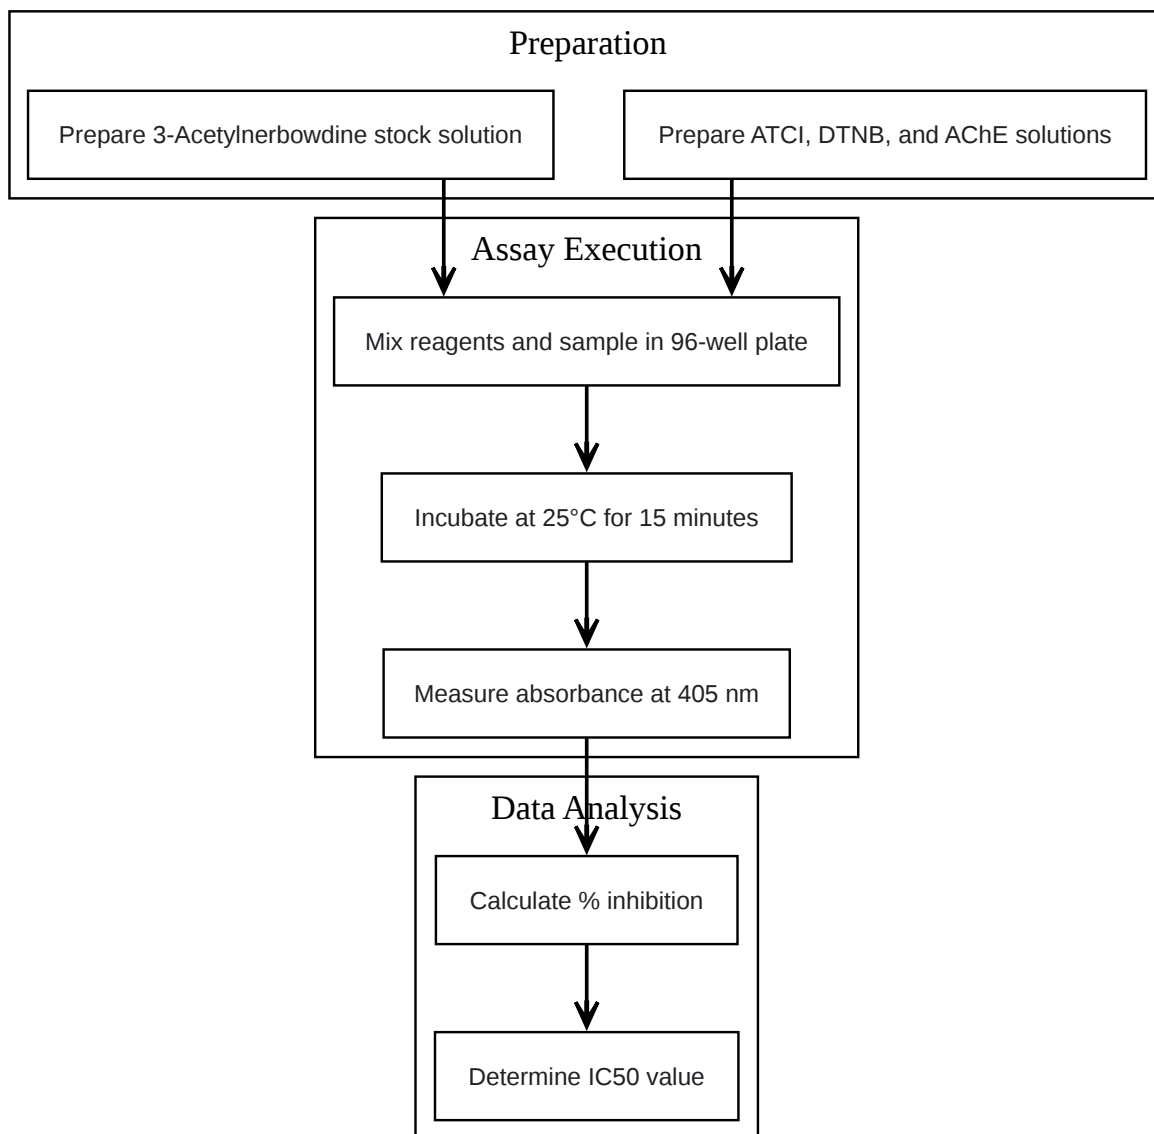 Preparation
Prepare 3-Acetylnerbowdine stock solution
Prepare ATCI, DTNB, and AChE solutions
Assay Execution
Mix reagents and sample in 96-well plate
Incubate at 25°C for 15 minutes
Measure absorbance at 405 nm
Data Analysis
Calculate % inhibition
Determine IC50 value